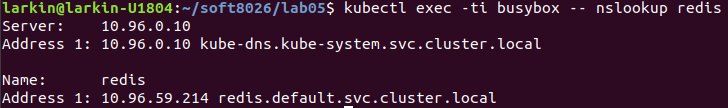 larkin@larkin-U1804:~/soft8026/lab05$ kubectl exec -ti busybox -- nslookup redis
Server:    10.96.0.10
Address 1: 10.96.0.10 kube-dns.kube-system.svc.cluster.local

Name:      redis
Address 1: 10.96.59.214 redis.default.svc.cluster.local